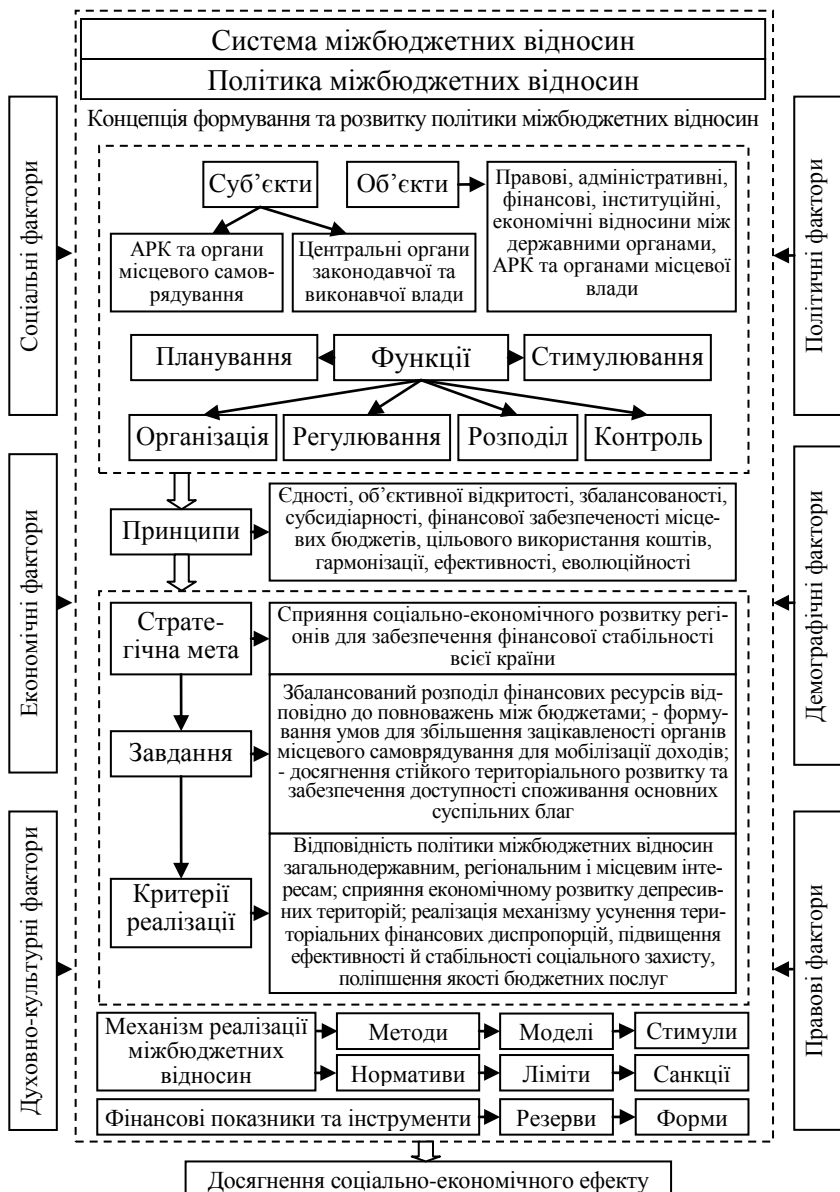 Система міжбюджетних відносин
Політика міжбюджетних відносин
Концепція формування та розвитку політики міжбюджетних відносин
Соціальні фактори
Економічні фактори
Духовно-культурні фактори
Суб’єкти
Об’єкти
Правові, адміністративні,
фінансові, інституційні,
економічні відносини між
державними органами,
АРК та органами місцевої
влади
АРК та органи
місцевого самов-
рядування
Центральні органи
законодавчої та
виконавчої влади
Планування
Функції
Стимулювання
Організація
Регулювання
Розподіл
Контроль
Принципи
Єдності, об’єктивної відкритості, збалансованості,
субсидіарності, фінансової забезпеченості місце-
вих бюджетів, цільового використання коштів,
гармонізації, ефективності, еволюційності
Страте-
гічна мета
Сприяння соціально-економічного розвитку регі-
онів для забезпечення фінансової стабільності
всієї країни
Завдання
Збалансований розподіл фінансових ресурсів від-
повідно до повноважень між бюджетами; - форму-
вання умов для збільшення зацікавленості органів
місцевого самоврядування для мобілізації доходів;
- досягнення стійкого територіального розвитку та
забезпечення доступності споживання основних
суспільних благ
Критерії
реалізації
Відповідність політики міжбюджетних відносин
загальнодержавним, регіональним і місцевим інте-
ресам; сприяння економічному розвитку депресив-
них територій; реалізація механізму усунення тери-
торіальних фінансових диспропорцій, підвищення
ефективності й стабільності соціального захисту,
поліпшення якості бюджетних послуг
Механізм реалізації
міжбюджетних
відносин
Методи
Моделі
Стимули
Нормативи
Ліміти
Санкції
Фінансові показники та інструменти
Резерви
Форми
Політичні фактори
Демографічні фактори
Правові фактори
Досягнення соціально-економічного ефекту